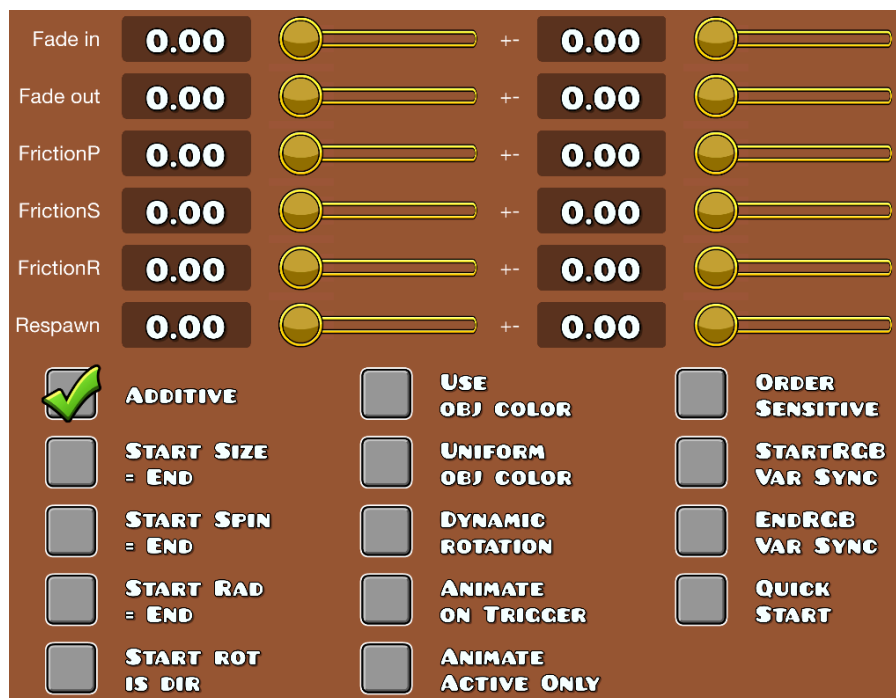 Fade in 0.00 +- 0.00
Fade out 0.00 +- 0.00
FrictionP 0.00 +- 0.00
FrictionS 0.00 +- 0.00
FrictionR 0.00 +- 0.00
Respawn 0.00 +- 0.00
Additive
Use
obj color
Order
Sensitive
Start Size
= End
Uniform
obj color
StartRGB
Var Sync
Start Spin
= End
Dynamic
rotation
EndRGB
Var Sync
Start Rad
= End
Animate
on Trigger
Quick
Start
Start rot
is dir
Animate
Active Only